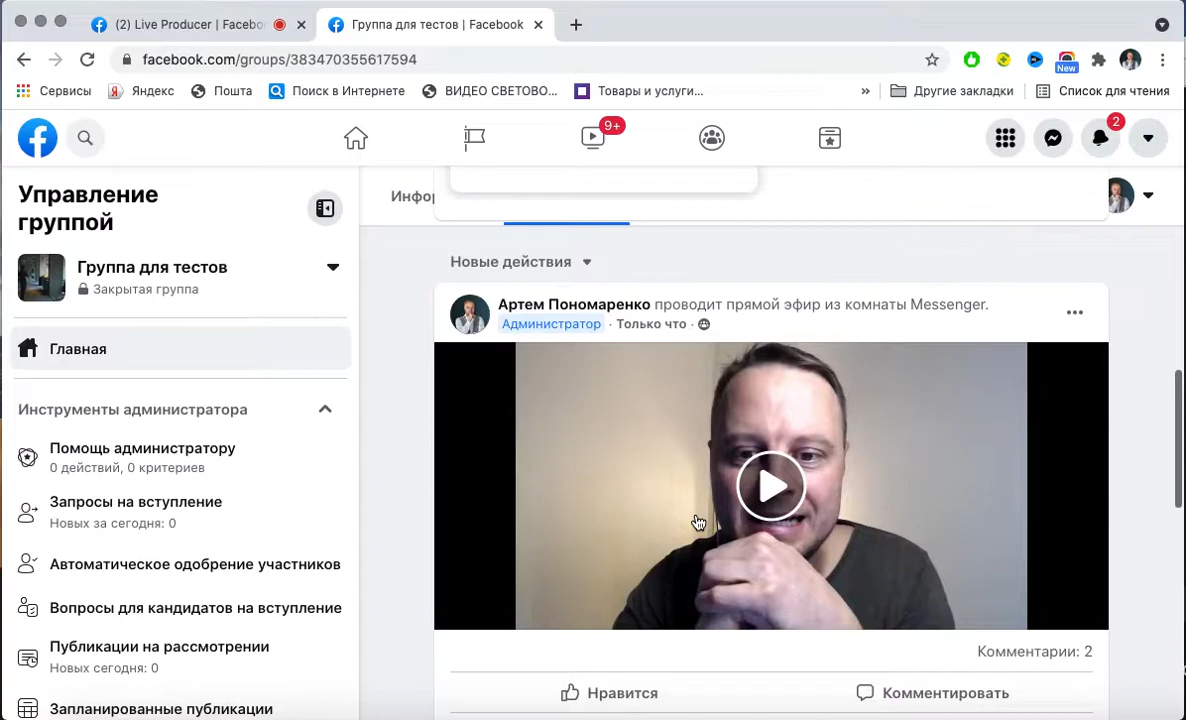 (2) Live Producer | Facebo
Группа для тестов | Facebook
facebook.com/groups/383470355617594
New
Сервисы
Яндекс
Почта
Поиск в Интернете
ВИДЕО СВЕТОВО...
Товары и услуги...
»
Другие закладки
Список для чтения
9+
2
Управление
группой
Группа для тестов
Закрытая группа
Главная
Инструменты администратора
Помощь администратору
0 действий, 0 критериев
Запросы на вступление
Новых за сегодня: 0
Автоматическое одобрение участников
Вопросы для кандидатов на вступление
Публикации на рассмотрении
Новых сегодня: 0
Запланированные публикации
Инфор
Новые действия
Артем Пономаренко проводит прямой эфир из комнаты Messenger.
Администратор · Только что ·
Комментарии: 2
Нравится
Комментировать